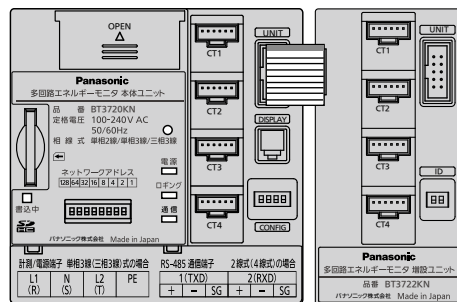 OPEN
Panasonic
多回路エネルギーモニタ 本体ユニット
品番 BT3720KN
定格電圧 100-240V AC
50/60Hz
相線式 単相2線/単相3線/三相3線
ネットワークアドレス
128 64 32 16 8 4 2 1
電源
ロギング
通信
書込中
SD HC
パナソニック株式会社 Made in Japan
計測/電源端子 単相3線(三相3線)式の場合
L1 N L2 PE
(R) (S) (T)
RS-485 通信端子 2線式(4線式)の場合
1(TXD) 2(RXD)
+ − SG + − SG
CT1
CT2
CT3
CT4
UNIT
DISPLAY
CONFIG
CT1
CT2
CT3
CT4
UNIT
ID
Panasonic
多回路エネルギーモニタ 増設ユニット
品番 BT3722KN
パナソニック株式会社 Made in Japan